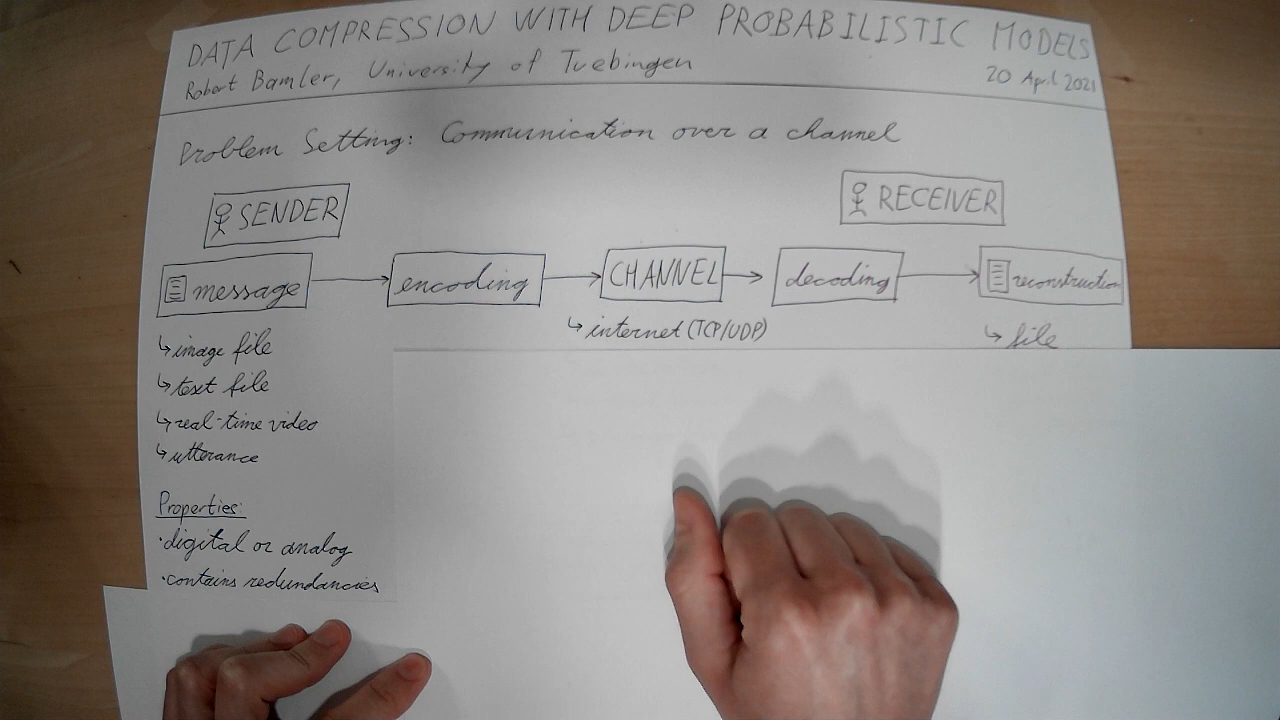 DATA COMPRESSION WITH DEEP PROBABILISTIC MODELS
Robert Bamler, University of Tuebingen
20 April 2021
Problem Setting: Communication over a channel
SENDER
RECEIVER
message
encoding
CHANNEL
decoding
reconstruction
↳ internet (TCP/UDP)
↳ file
↳ image file
↳ text file
↳ real-time video
↳ utterance
Properties:
· digital or analog
· contains redundancies